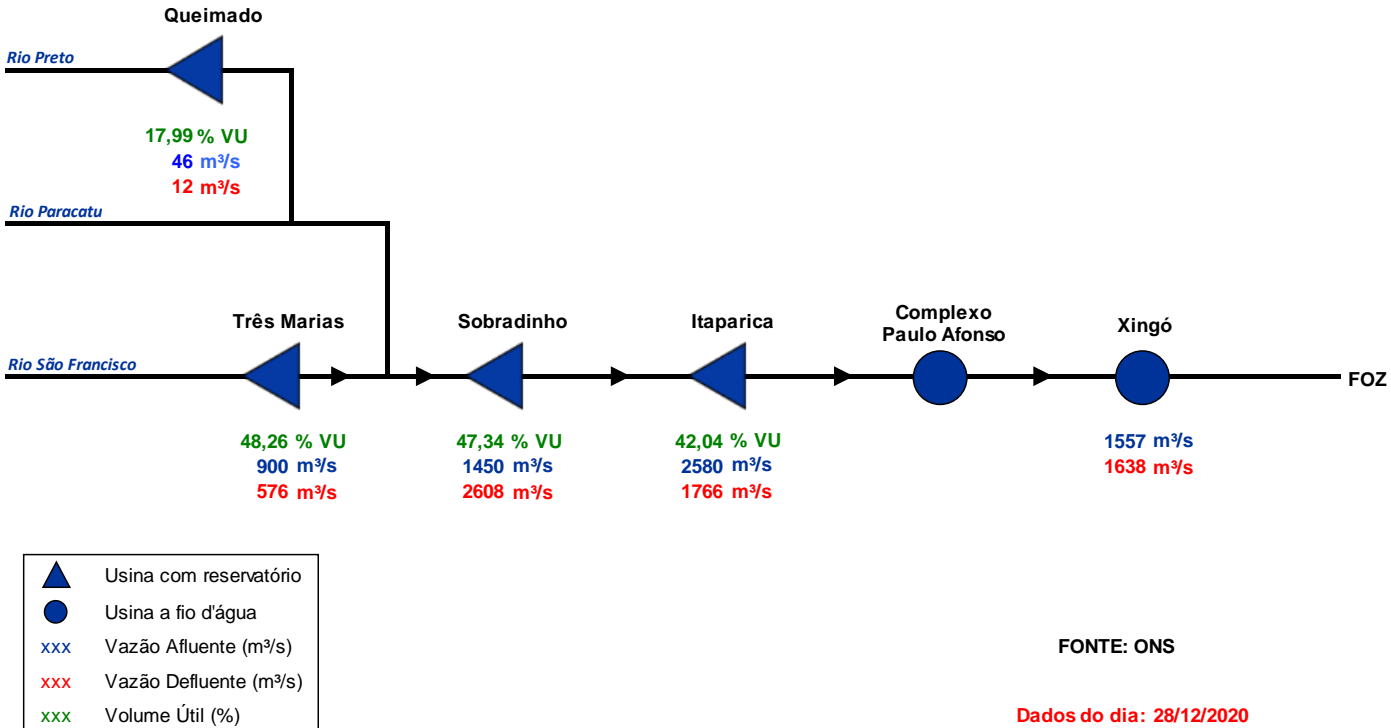 Queimado
Rio Preto
17,99 % VU
46 m³/s
12 m³/s
Rio Paracatu
Três Marias
Sobradinho
Itaparica
Complexo
Paulo Afonso
Xingó
Rio São Francisco
FOZ
48,26 % VU
900 m³/s
576 m³/s
47,34 % VU
1450 m³/s
2608 m³/s
42,04 % VU
2580 m³/s
1766 m³/s
1557 m³/s
1638 m³/s
Usina com reservatório
Usina a fio d'água
xxx Vazão Afluente (m³/s)
xxx Vazão Defluente (m³/s)
xxx Volume Útil (%)
FONTE: ONS
Dados do dia: 28/12/2020